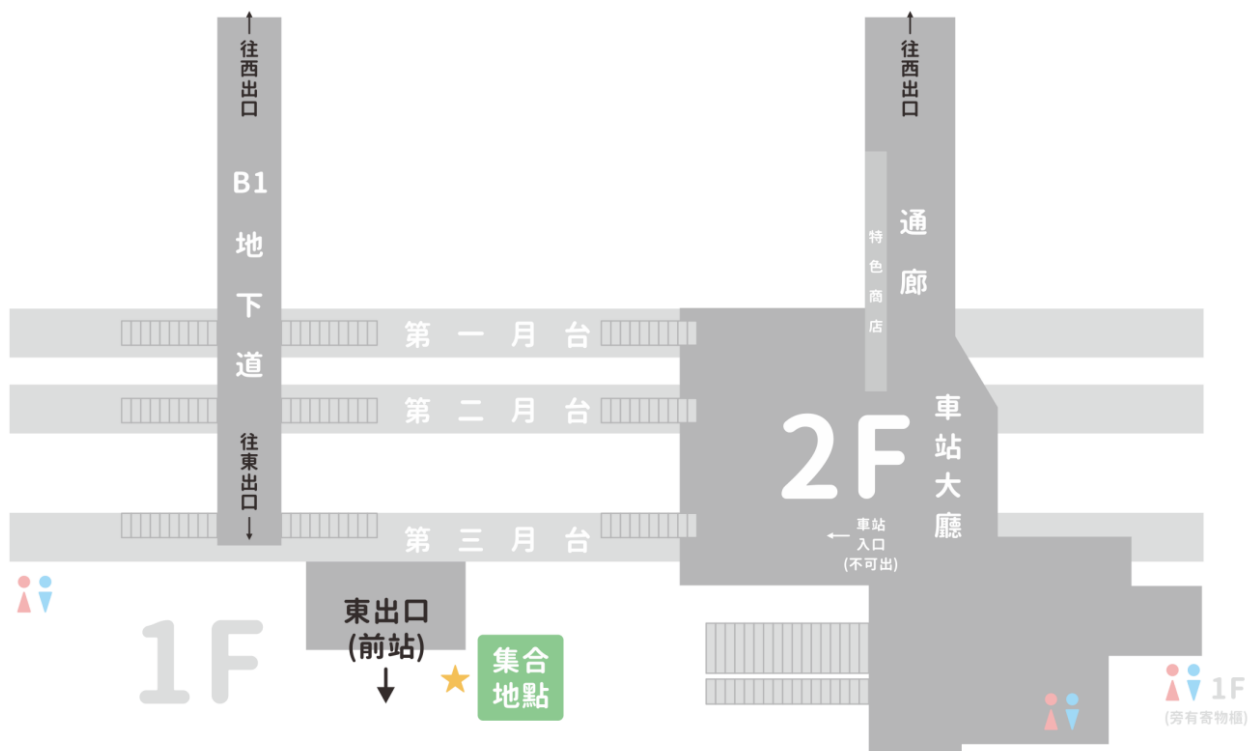 往西出口
往西出口
B1
地下道
通廊
特色商店
第一月台
第二月台
2F
車站大廳
往東出口
第三月台
車站
入口
(不可出)
1F
東出口
(前站)
集合
地點
1F
(旁有寄物櫃)